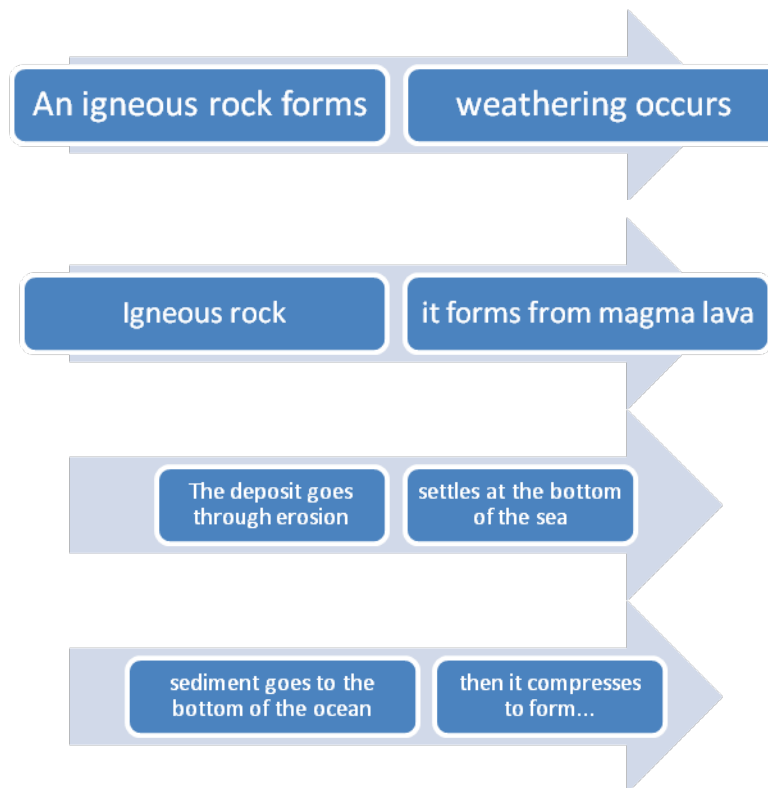 An igneous rock forms
weathering occurs
Igneous rock
it forms from magma lava
The deposit goes
through erosion
settles at the bottom
of the sea
sediment goes to the
bottom of the ocean
then it compresses
to form...